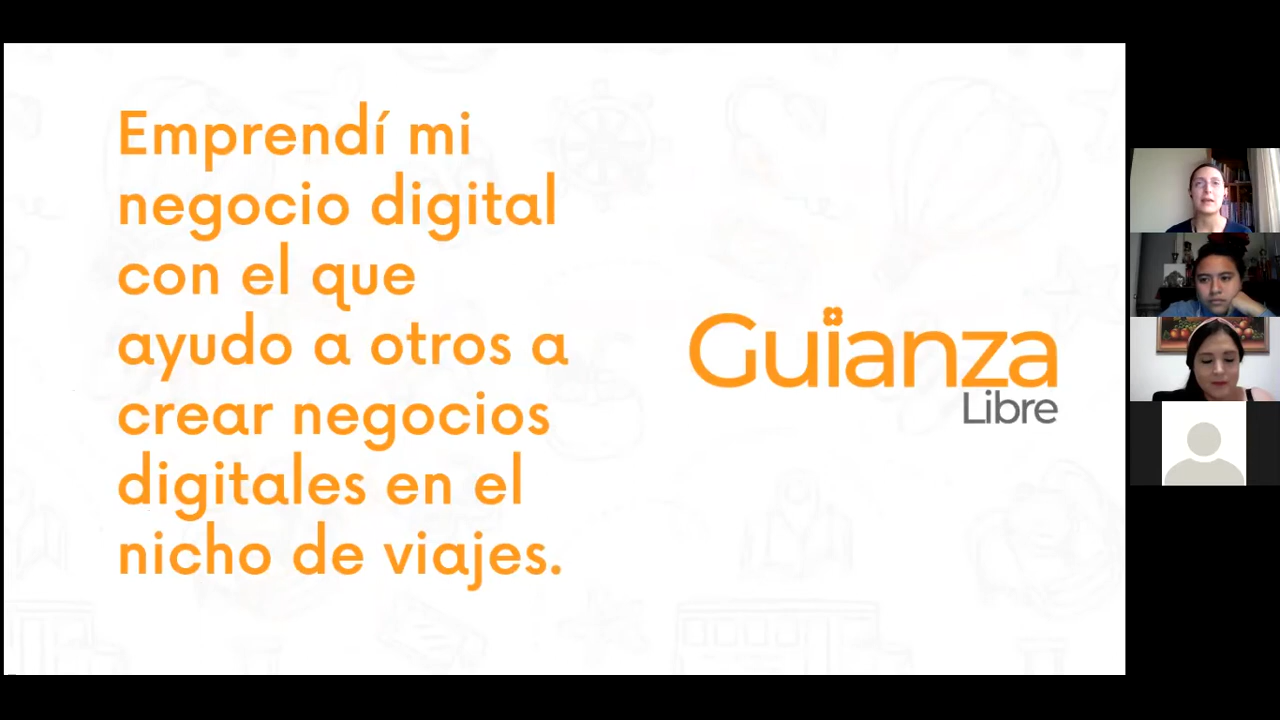 Emprendí mi
negocio digital
con el que
ayudo a otros a
crear negocios
digitales en el
nicho de viajes.
Guianza
Libre